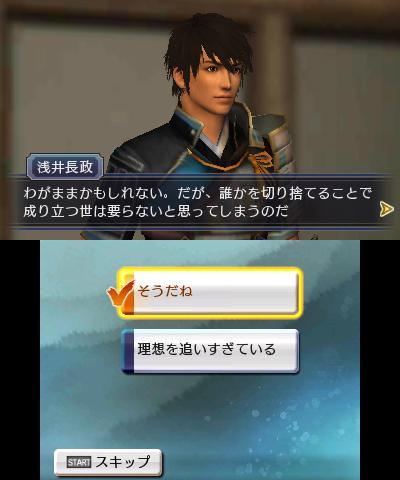 浅井長政
わがままかもしれない。だが、誰かを切り捨てることで
成り立つ世は要らないと思ってしまうのだ
そうだね
理想を追いすぎている
START スキップ